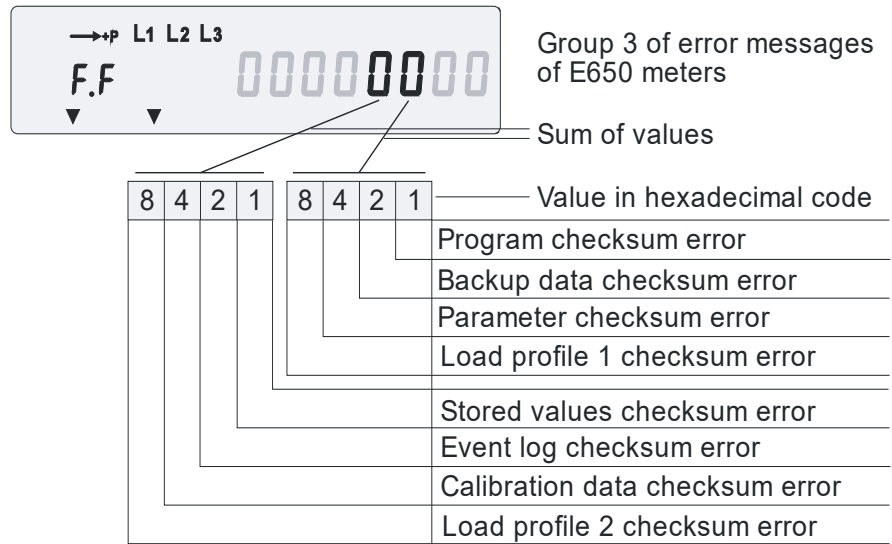 +P L1 L2 L3
F.F 00000000
Group 3 of error messages
of E650 meters
Sum of values
8 4 2 1 8 4 2 1
Value in hexadecimal code
Program checksum error
Backup data checksum error
Parameter checksum error
Load profile 1 checksum error
Stored values checksum error
Event log checksum error
Calibration data checksum error
Load profile 2 checksum error